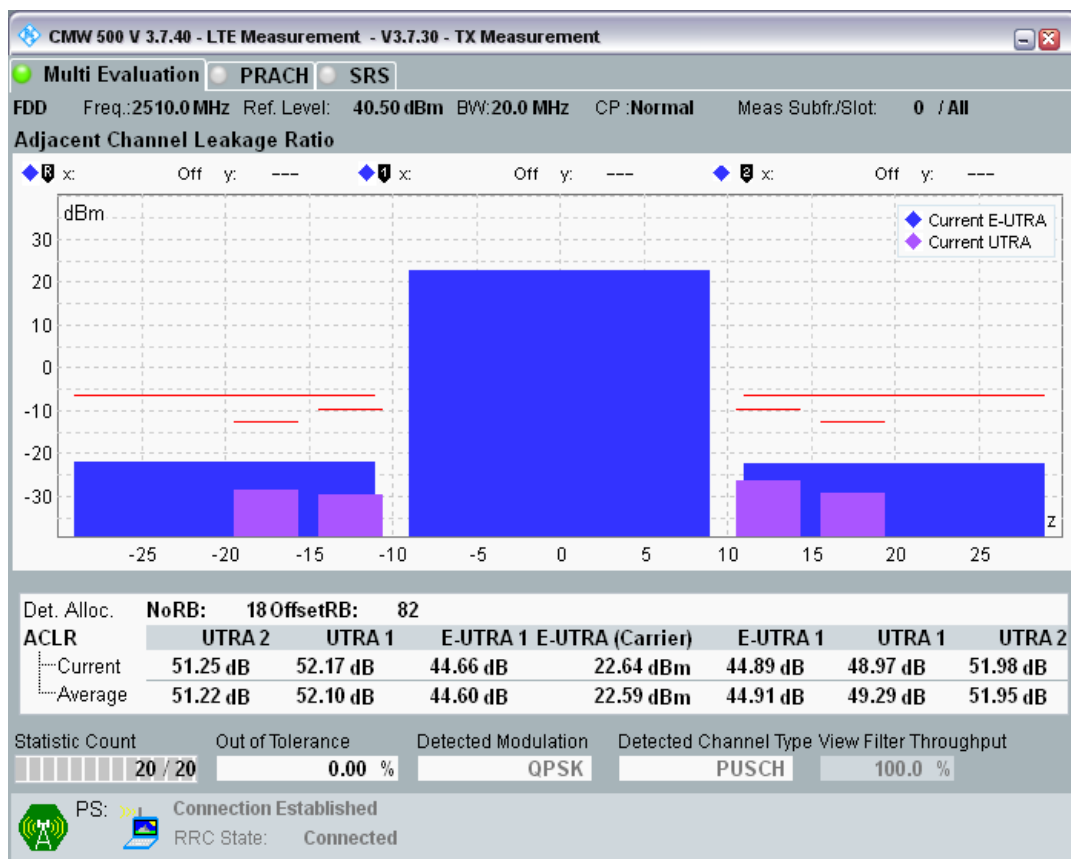 CMW 500 V 3.7.40 - LTE Measurement - V3.7.30 - TX Measurement
Multi Evaluation PRACH SRS
FDD Freq.:2510.0 MHz Ref. Level: 40.50 dBm BW:20.0 MHz CP :Normal Meas Subfr./Slot: 0 / All
Adjacent Channel Leakage Ratio
R x: Off y: --- 1 x: Off y: --- 2 x: Off y: ---
dBm
Current E-UTRA
Current UTRA
30
20
10
0
-10
-20
-30
z
-25 -20 -15 -10 -5 0 5 10 15 20 25
Det. Alloc. NoRB: 18 OffsetRB: 82
ACLR UTRA 2 UTRA 1 E-UTRA 1 E-UTRA (Carrier) E-UTRA 1 UTRA 1 UTRA 2
Current 51.25 dB 52.17 dB 44.66 dB 22.64 dBm 44.89 dB 48.97 dB 51.98 dB
Average 51.22 dB 52.10 dB 44.60 dB 22.59 dBm 44.91 dB 49.29 dB 51.95 dB
Statistic Count Out of Tolerance Detected Modulation Detected Channel Type View Filter Throughput
20 / 20 0.00 % QPSK PUSCH 100.0 %
PS: Connection Established
RRC State: Connected